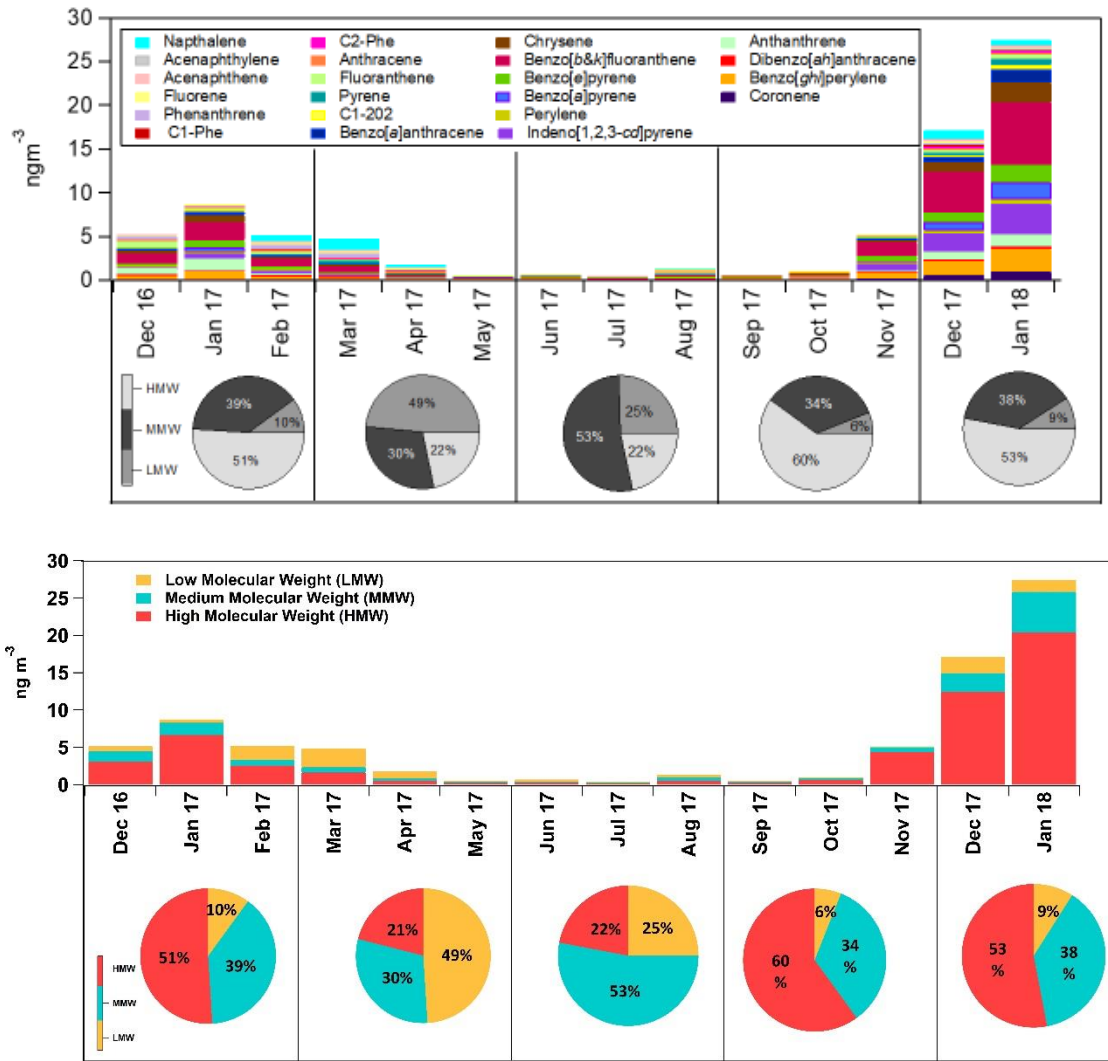 30
25
20
15
10
5
0
ngm-3
Napthalene
Acenaphthylene
Acenaphthene
Fluorene
Phenanthrene
C1-Phe
C2-Phe
Anthracene
Fluoranthene
Pyrene
C1-202
Benzo[a]anthracene
Chrysene
Benzo[b&k]fluoranthene
Benzo[e]pyrene
Benzo[a]pyrene
Perylene
Indeno[1,2,3-cd]pyrene
Anthanthrene
Dibenzo[ah]anthracene
Benzo[ghi]perylene
Coronene
Dec 16
Jan 17
Feb 17
Mar 17
Apr 17
May 17
Jun 17
Jul 17
Aug 17
Sep 17
Oct 17
Nov 17
Dec 17
Jan 18
HMW
MMW
LMW
39%
10%
51%
49%
30%
22%
53%
25%
22%
34%
6%
60%
38%
9%
53%
30
25
20
15
10
5
0
ng m-3
Low Molecular Weight (LMW)
Medium Molecular Weight (MMW)
High Molecular Weight (HMW)
Dec 16
Jan 17
Feb 17
Mar 17
Apr 17
May 17
Jun 17
Jul 17
Aug 17
Sep 17
Oct 17
Nov 17
Dec 17
Jan 18
HMW
MMW
LMW
10%
51%
39%
21%
49%
30%
22%
25%
53%
6%
34
%
60
%
9%
53
%
38
%